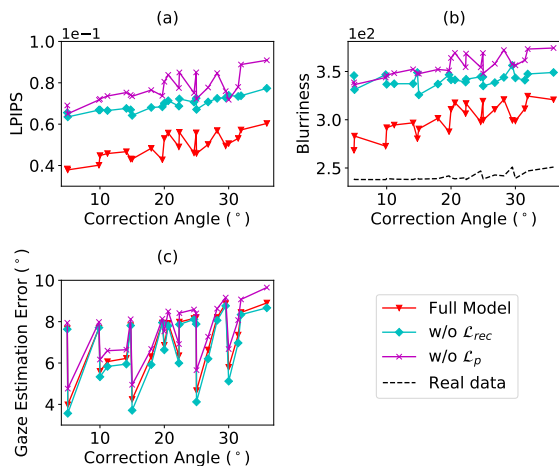 (a)
1e−1
LPIPS
1.0
0.8
0.6
0.4
10 20 30
Correction Angle (°)
(b)
1e2
Blurriness
3.5
3.0
2.5
10 20 30
Correction Angle (°)
(c)
Gaze Estimation Error (°)
10
8
6
4
10 20 30
Correction Angle (°)
Full Model
w/o ℒrec
w/o ℒp
Real data